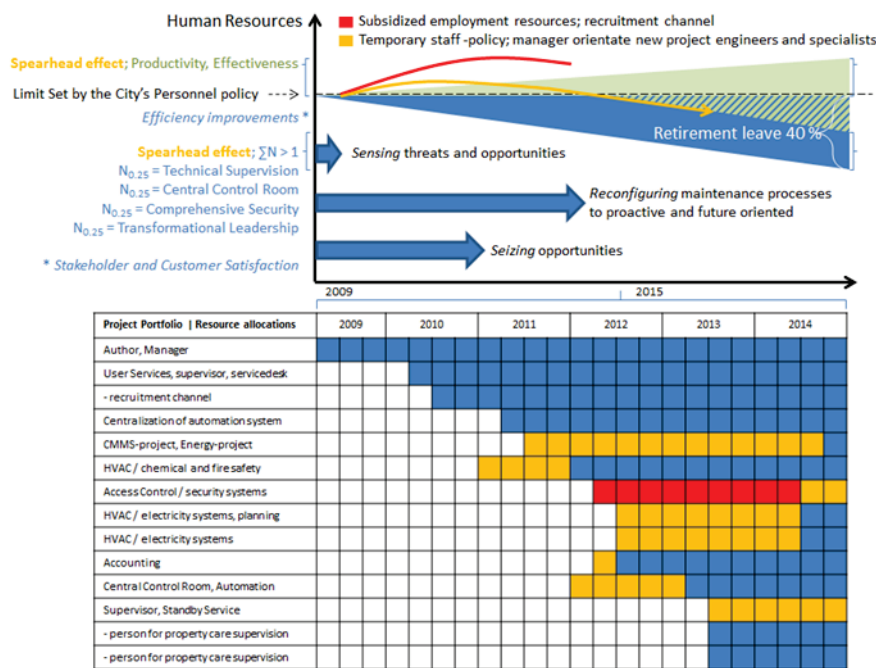 Human Resources
Subsidized employment resources; recruitment channel
Temporary staff -policy; manager orientate new project engineers and specialists
Spearhead effect; Productivity, Effectiveness
Limit Set by the City's Personnel policy
Efficiency improvements *
Retirement leave 40 %
Spearhead effect; ∑N > 1
Sensing threats and opportunities
N0.25 = Technical Supervision
N0.25 = Central Control Room
N0.25 = Comprehensive Security
N0.25 = Transformational Leadership
Reconfiguring maintenance processes
to proactive and future oriented
Seizing opportunities
* Stakeholder and Customer Satisfaction
2009 2015
Project Portfolio | Resource allocations 2009 2010 2011 2012 2013 2014
Author, Manager
User Services, supervisor, servicedesk
- recruitment channel
Centralization of automation system
CMMS-project, Energy-project
HVAC / chemical and fire safety
Access Control / security systems
HVAC / electricity systems, planning
HVAC / electricity systems
Accounting
Central Control Room, Automation
Supervisor, Standby Service
- person for property care supervision
- person for property care supervision